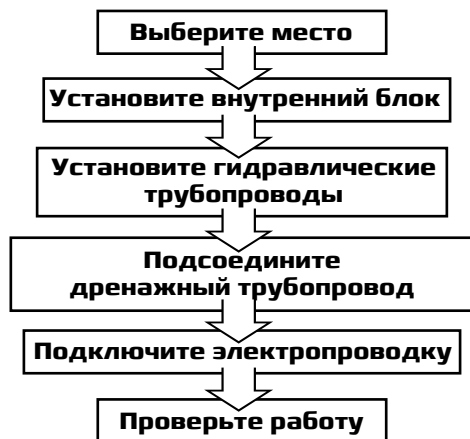 Выберите место
Установите внутренний блок
Установите гидравлические
трубопроводы
Подсоедините
дренажный трубопровод
Подключите электропроводку
Проверьте работу